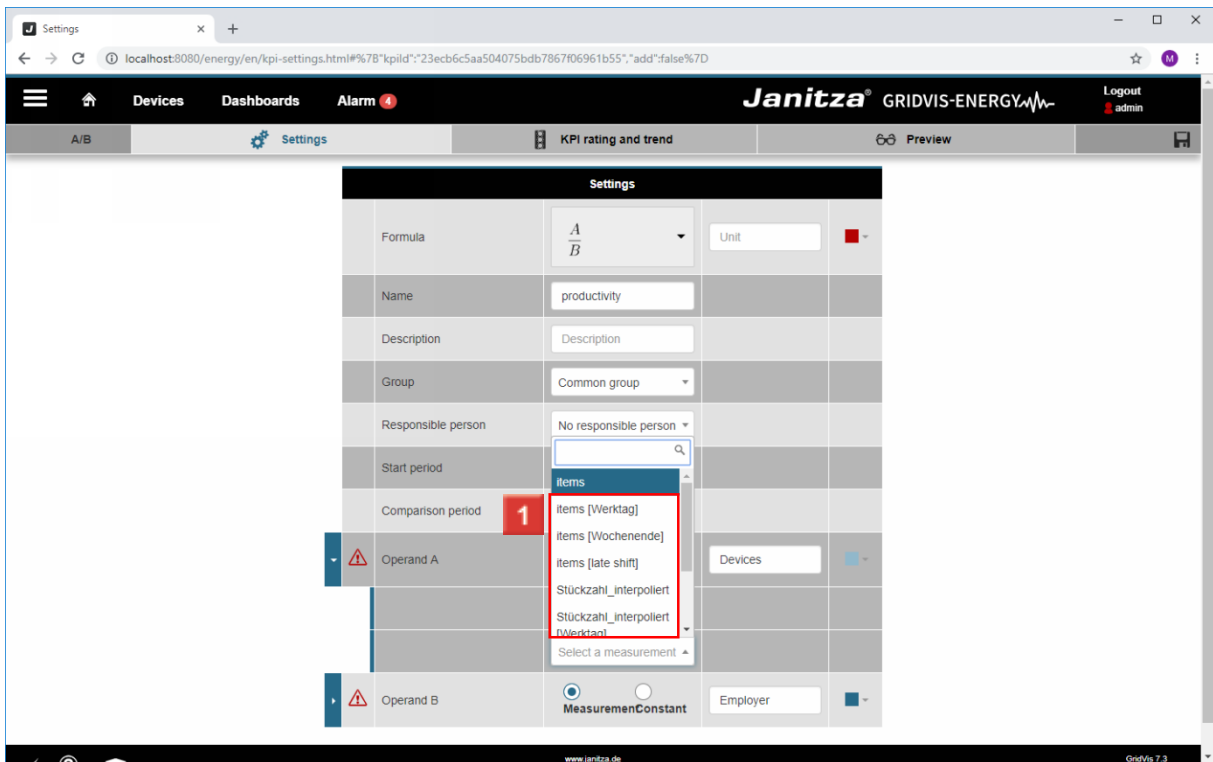 J Settings × +
localhost:8080/energy/en/kpi-settings.html#%7B"kpiId":"23ecb6c5aa504075bdb7867f06961b55","add":false%7D M
Devices Dashboards Alarm 4 Janitza® GRIDVIS-ENERGY Logout
admin
A/B Settings KPI rating and trend Preview
Settings
Formula A/B Unit
Name productivity
Description Description
Group Common group
Responsible person No responsible person
Start period
items
Comparison period 1 items [Werktag]
items [Wochenende]
Operand A items [late shift] Devices
Stückzahl_interpoliert
Stückzahl_interpoliert
[Werktag]
Select a measurement
Operand B Measurement Constant Employer
www.janitza.de GridVis 7.3